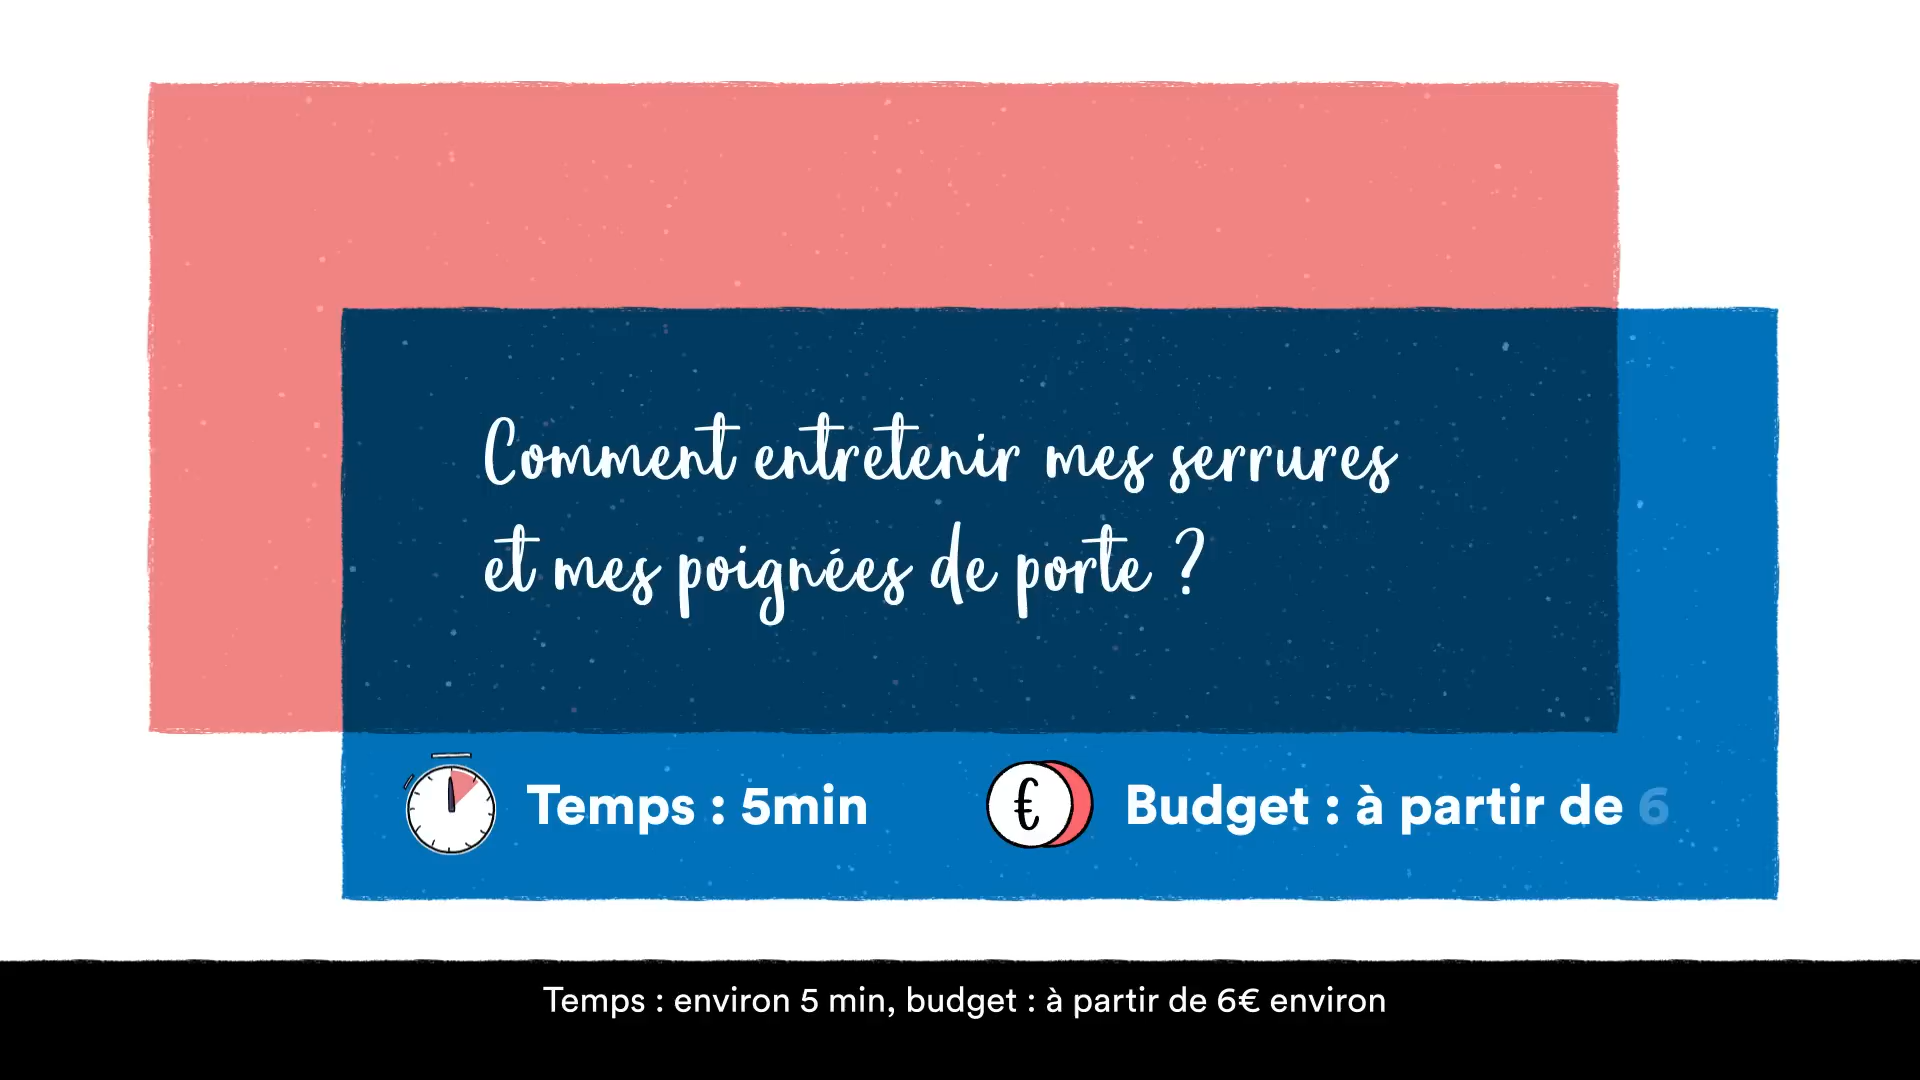 Comment entretenir mes serrures
et mes poignées de porte ?
Temps : 5min
€
Budget : à partir de 6
Temps : environ 5 min, budget : à partir de 6€ environ